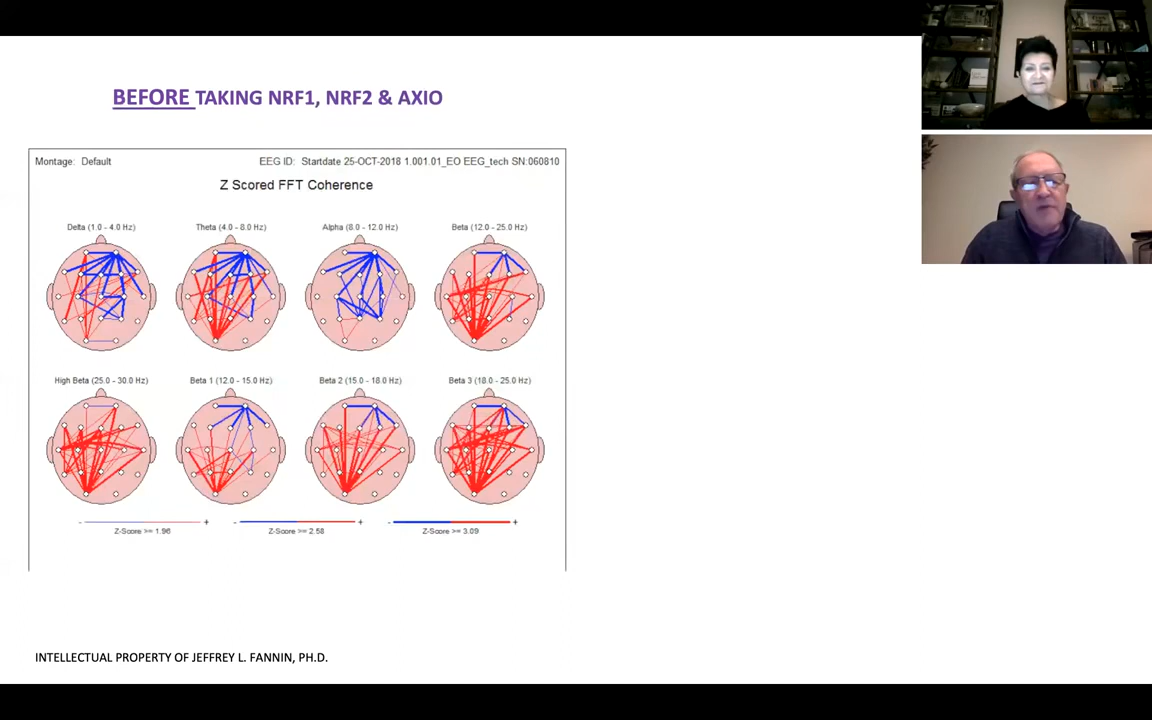 BEFORE TAKING NRF1, NRF2 & AXIO
Montage: Default EEG ID: Startdate 25-OCT-2018 1.001.01_EO EEG_tech SN:060810
Z Scored FFT Coherence
Delta (1.0 - 4.0 Hz) Theta (4.0 - 8.0 Hz) Alpha (8.0 - 12.0 Hz) Beta (12.0 - 25.0 Hz)
High Beta (25.0 - 30.0 Hz) Beta 1 (12.0 - 15.0 Hz) Beta 2 (15.0 - 18.0 Hz) Beta 3 (18.0 - 25.0 Hz)
- + - + - +
Z-Score >= 1.96 Z-Score >= 2.58 Z-Score >= 3.09
INTELLECTUAL PROPERTY OF JEFFREY L. FANNIN, PH.D.